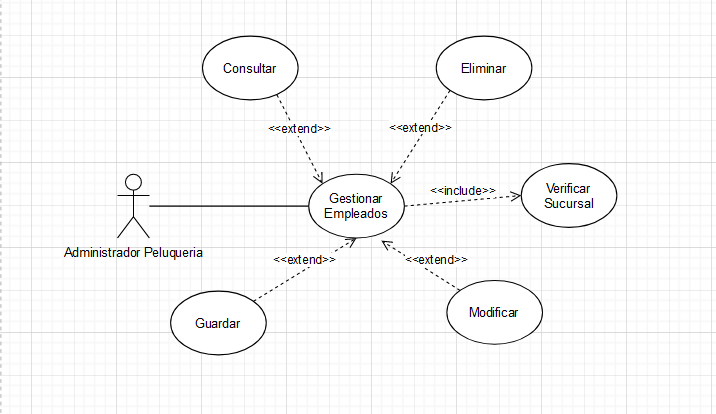 Consultar
Eliminar
<<extend>>
<<extend>>
Gestionar
Empleados
<<include>>
Verificar
Sucursal
Administrador Peluqueria
<<extend>>
<<extend>>
Guardar
Modificar